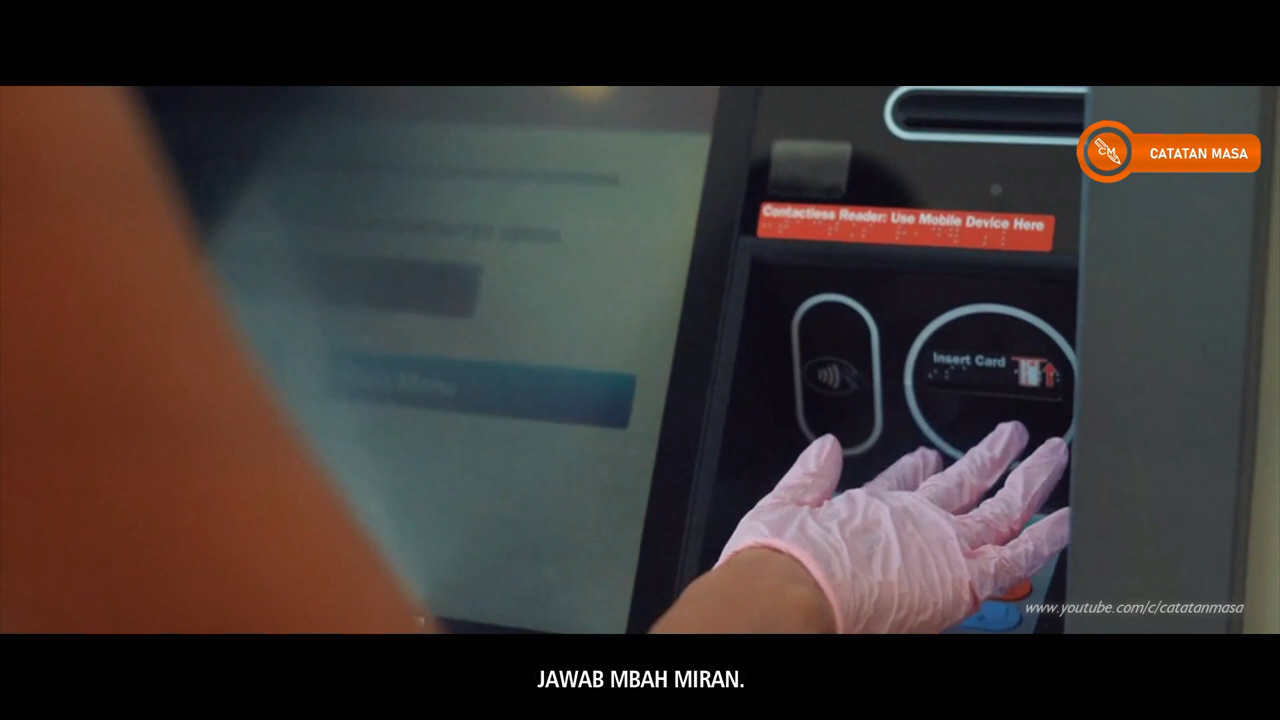 CM
CATATAN MASA
Contactless Reader: Use Mobile Device Here
Insert Card
www.youtube.com/c/catatanmasa
JAWAB MBAH MIRAN.